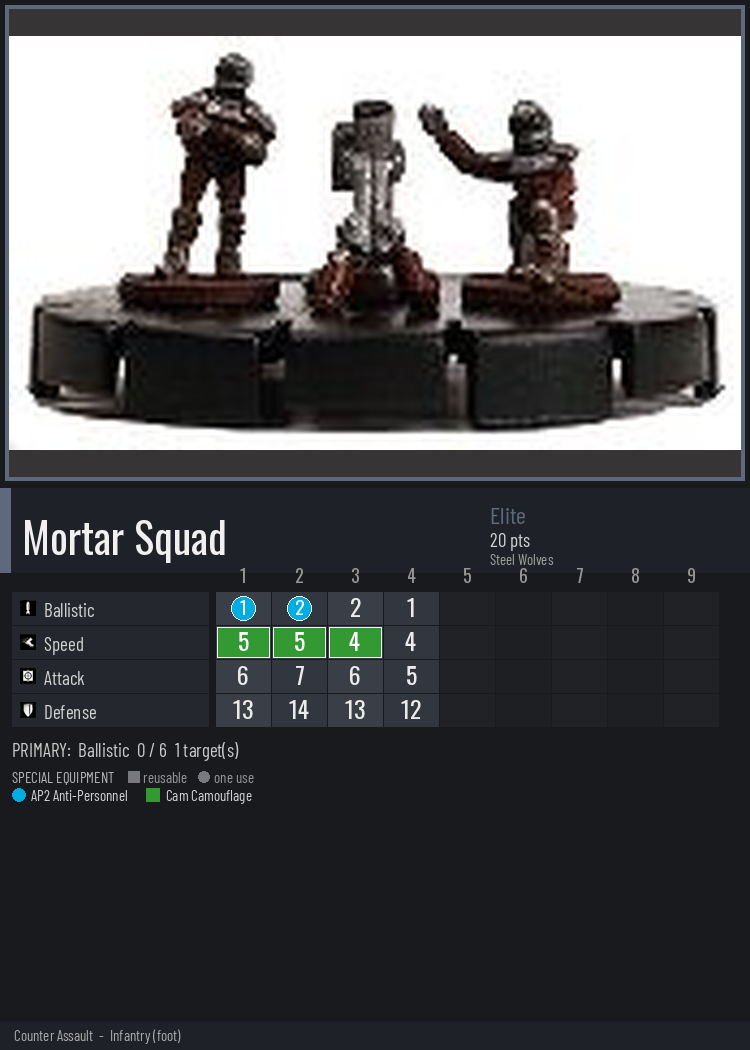 Mortar Squad
Elite
20 pts
Steel Wolves
1 2 3 4 5 6 7 8 9
Ballistic 1 2 2 1
Speed 5 5 4 4
Attack 6 7 6 5
Defense 13 14 13 12
PRIMARY: Ballistic 0 / 6 1 target(s)
SPECIAL EQUIPMENT reusable one use
AP2 Anti-Personnel Cam Camouflage
Counter Assault - Infantry (foot)